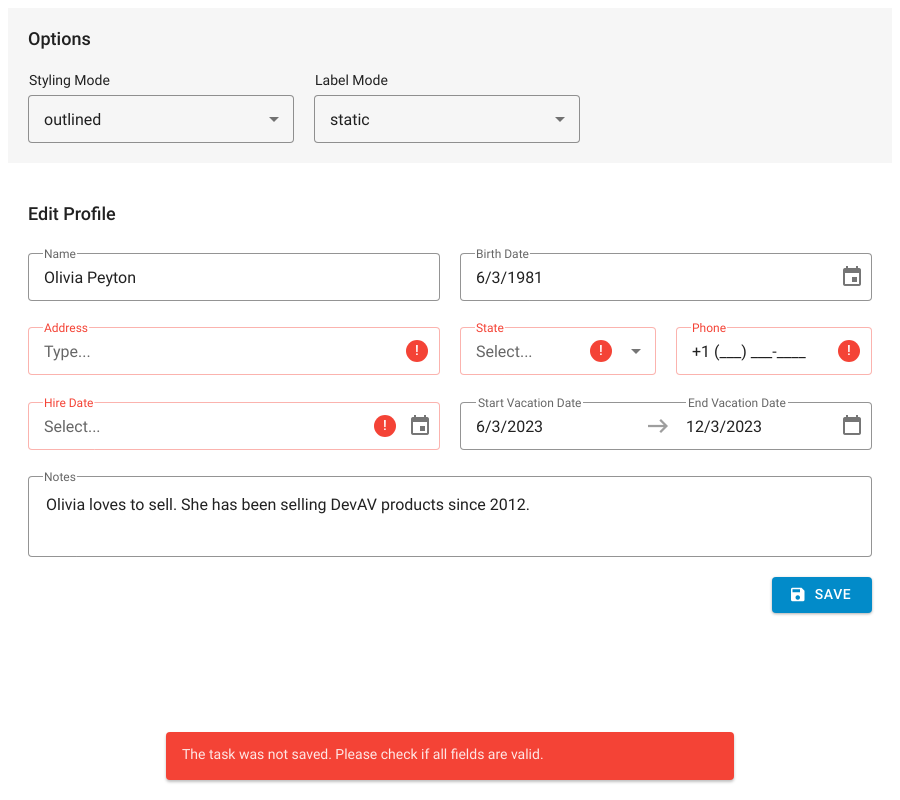 Options
Styling Mode Label Mode
outlined static
Edit Profile
Name Birth Date
Olivia Peyton 6/3/1981
Address State Phone
Type... ! Select... ! +1 (___) ___-____ !
Hire Date Start Vacation Date End Vacation Date
Select... ! 6/3/2023 12/3/2023
Notes
Olivia loves to sell. She has been selling DevAV products since 2012.
SAVE
The task was not saved. Please check if all fields are valid.